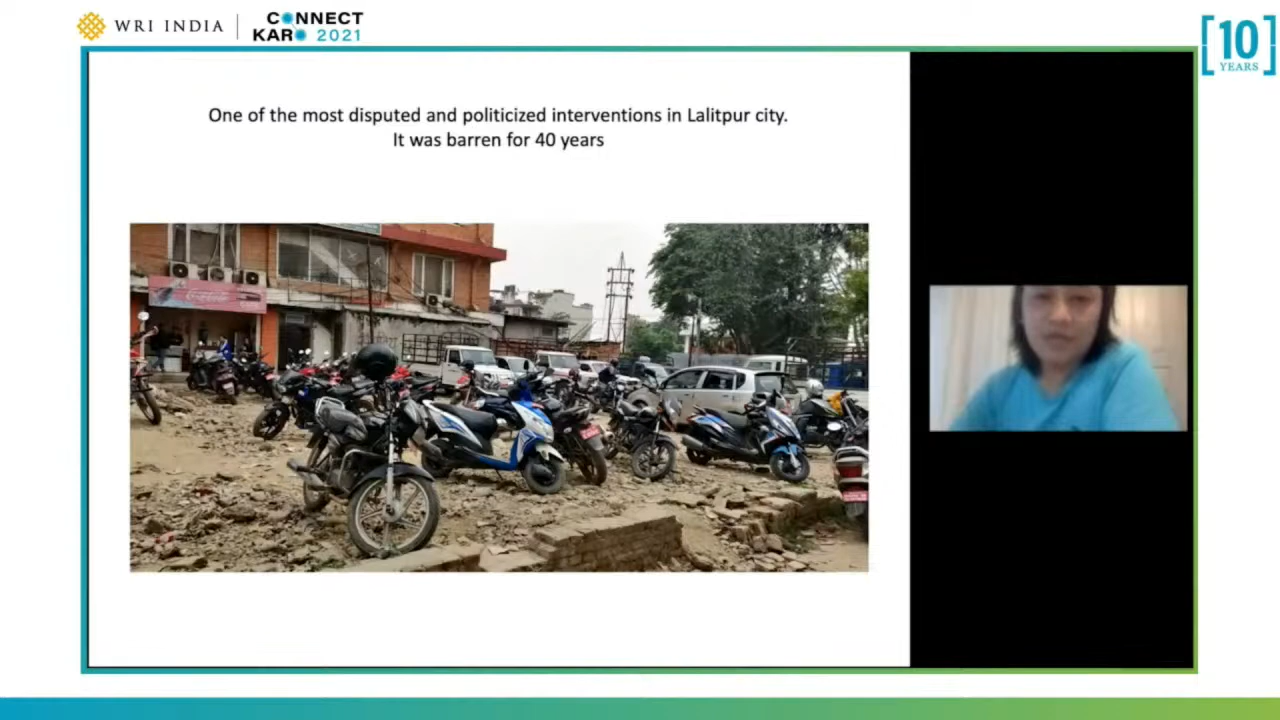 WRI INDIA
CONNECT
KARO 2021
10
YEARS
One of the most disputed and politicized interventions in Lalitpur city.
It was barren for 40 years